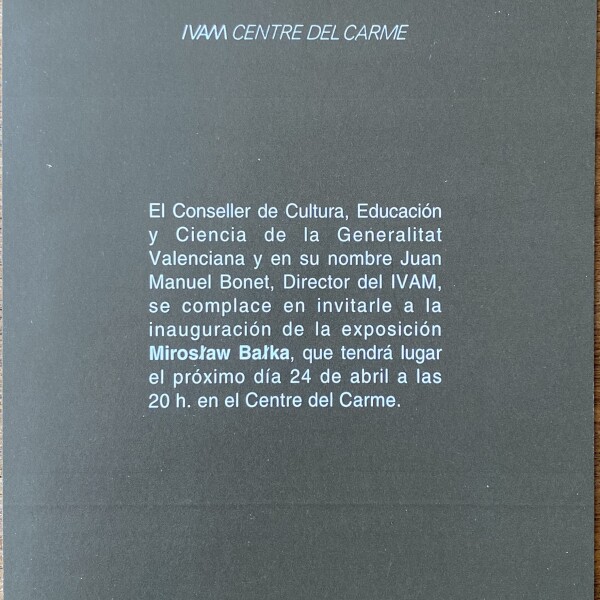 IVAM CENTRE DEL CARME
El Conseller de Cultura, Educación
y Ciencia de la Generalitat
Valenciana y en su nombre Juan
Manuel Bonet, Director del IVAM,
se complace en invitarle a la
inauguración de la exposición
Mirosław Bałka, que tendrá lugar
el próximo día 24 de abril a las
20 h. en el Centre del Carme.